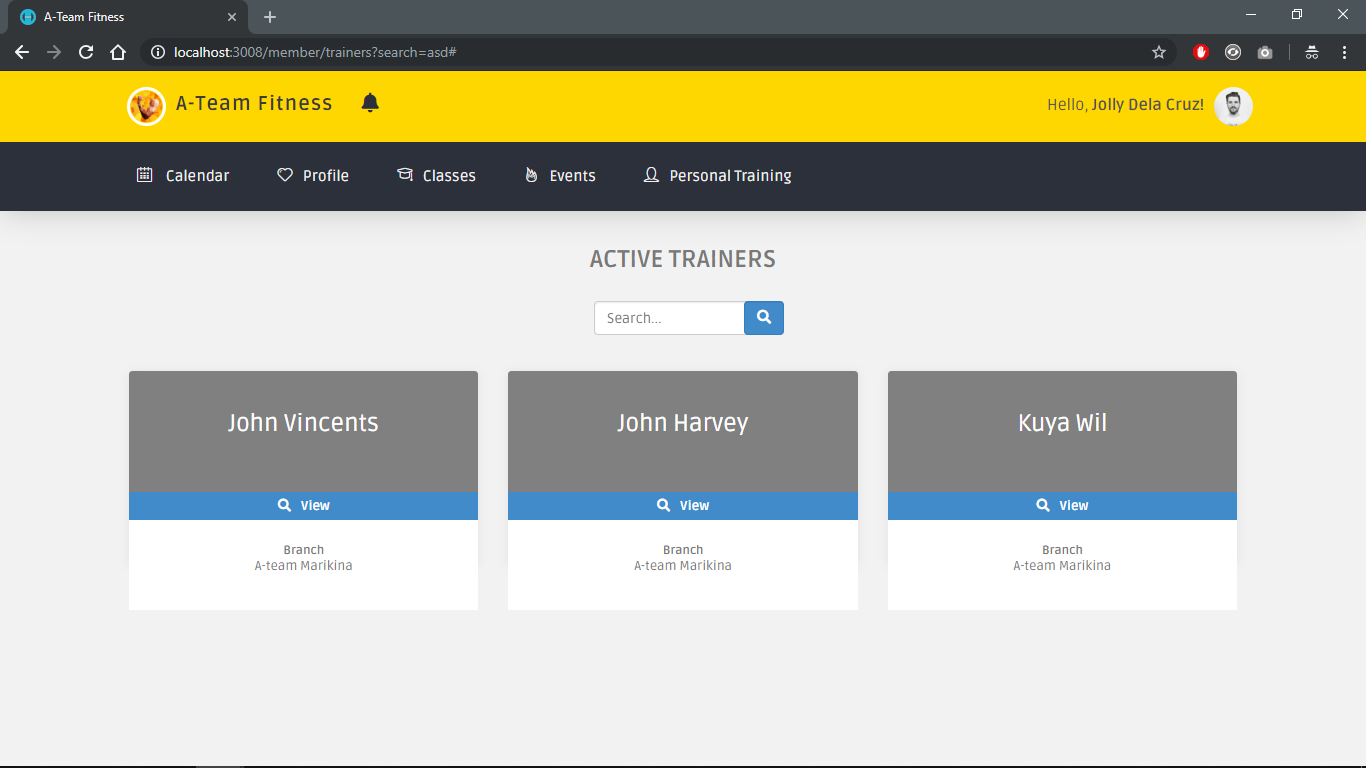 A-Team Fitness
localhost:3008/member/trainers?search=asd#
A-Team Fitness
Hello, Jolly Dela Cruz!
Calendar Profile Classes Events Personal Training
ACTIVE TRAINERS
Search...
John Vincents John Harvey Kuya Wil
View View View
Branch Branch Branch
A-team Marikina A-team Marikina A-team Marikina